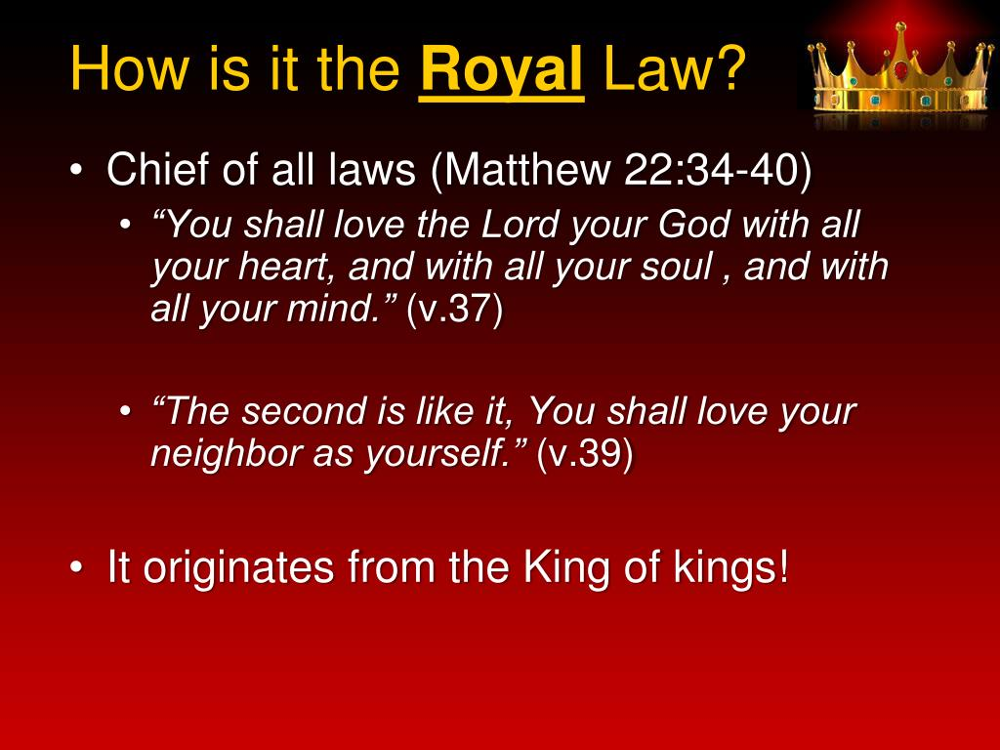 How is it the Royal Law?
• Chief of all laws (Matthew 22:34-40)
• “You shall love the Lord your God with all
your heart, and with all your soul , and with
all your mind.” (v.37)
• “The second is like it, You shall love your
neighbor as yourself.” (v.39)
• It originates from the King of kings!